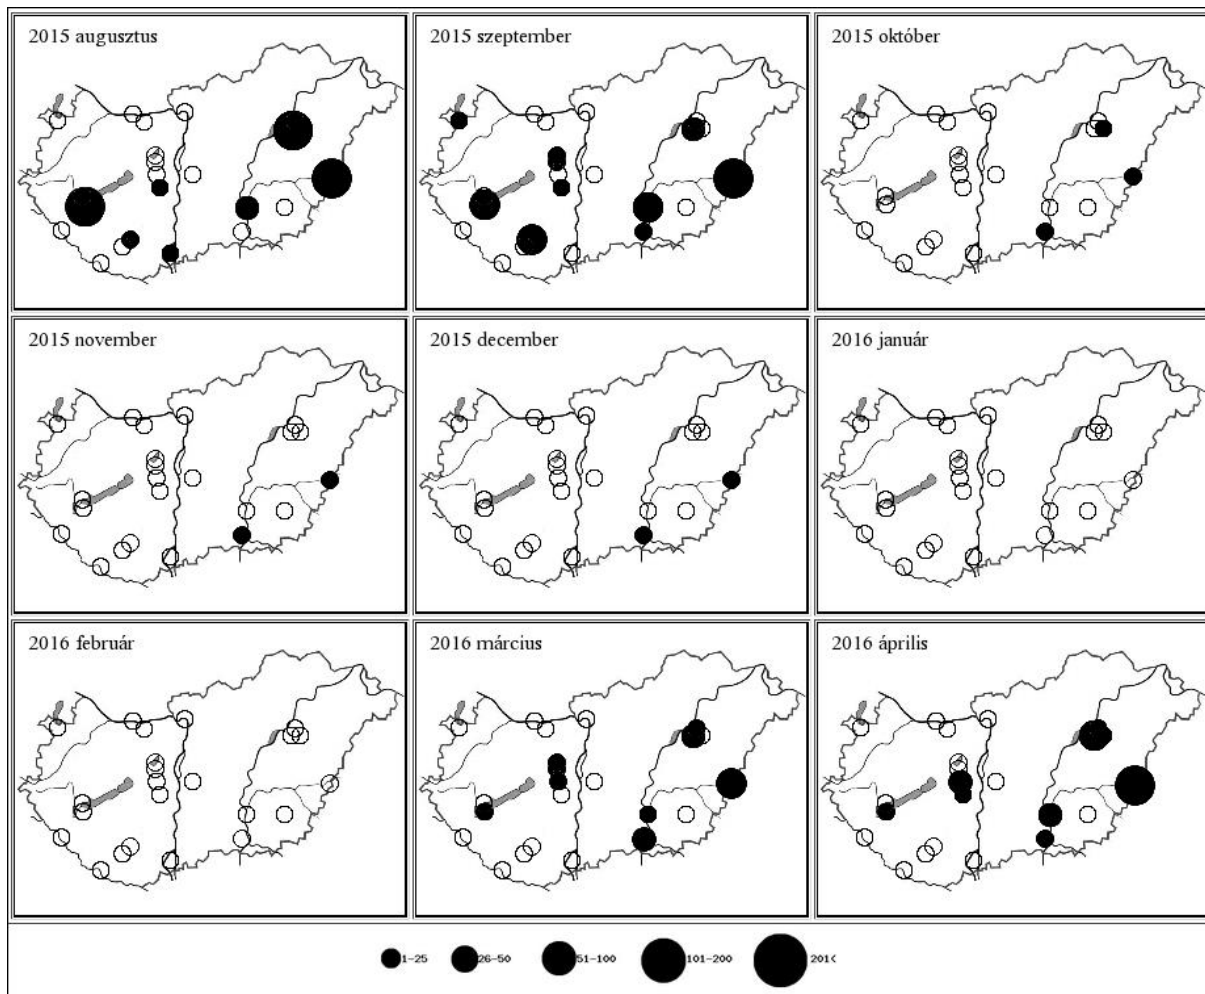 2015 augusztus
2015 szeptember
2015 október
2015 november
2015 december
2016 január
2016 február
2016 március
2016 április
1-25
26-50
51-100
101-200
201<